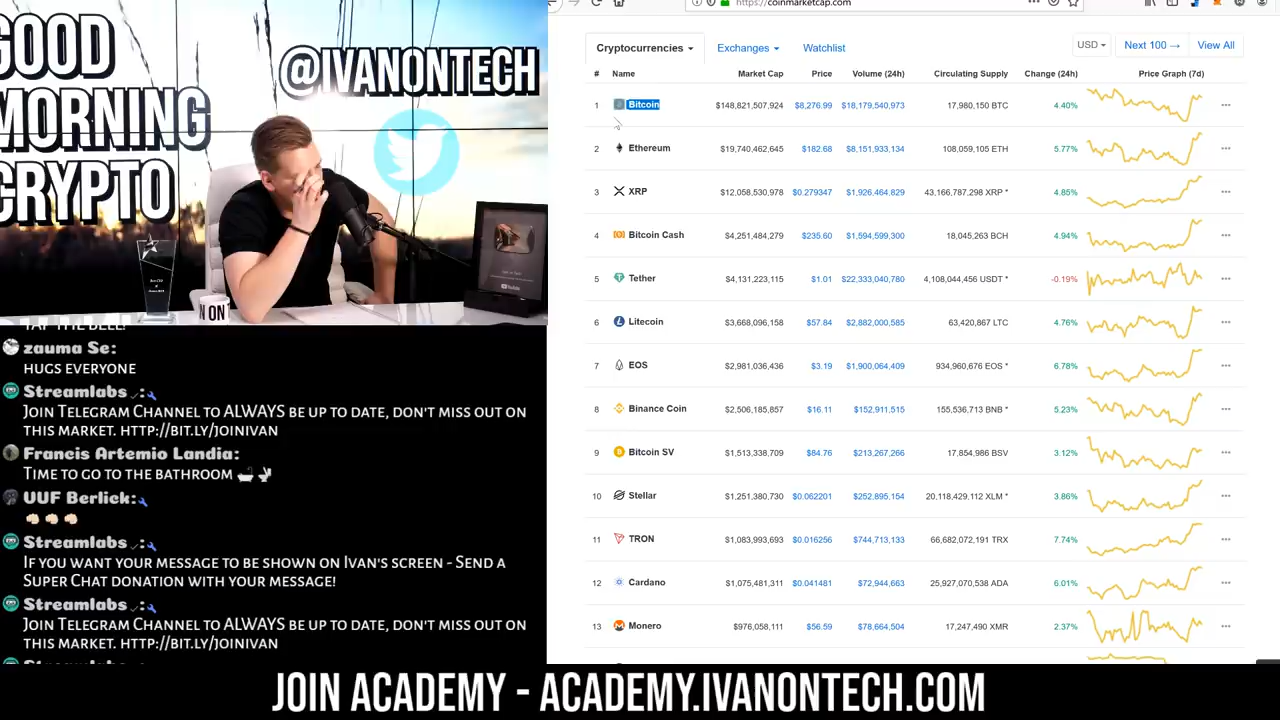 GOOD
MORNING
CRYPTO
@IVANONTECH
IN ON
YouTube
TAP THE BELL!
zauma Se:
HUGS EVERYONE
Streamlabs
JOIN TELEGRAM CHANNEL TO ALWAYS BE UP TO DATE, DON'T MISS OUT ON
THIS MARKET. HTTP://BIT.LY/JOINIVAN
Francis Artemio Landia:
TIME TO GO TO THE BATHROOM 🛁 🚽
UUF Berlick:
👊🏻 👊🏻 👊🏻
Streamlabs
IF YOU WANT YOUR MESSAGE TO BE SHOWN ON IVAN'S SCREEN - SEND A
SUPER CHAT DONATION WITH YOUR MESSAGE!
Streamlabs
JOIN TELEGRAM CHANNEL TO ALWAYS BE UP TO DATE, DON'T MISS OUT ON
THIS MARKET. HTTP://BIT.LY/JOINIVAN
Streamlabs
https://coinmarketcap.com
Cryptocurrencies Exchanges Watchlist USD Next 100 → View All
# Name Market Cap Price Volume (24h) Circulating Supply Change (24h) Price Graph (7d)
1 Bitcoin $148,821,507,924 $8,276.99 $18,179,540,973 17,980,150 BTC 4.40%
2 Ethereum $19,740,462,645 $182.68 $8,151,933,134 108,059,105 ETH 5.77%
3 XRP $12,058,530,978 $0.279347 $1,926,464,829 43,166,787,298 XRP * 4.85%
4 Bitcoin Cash $4,251,484,279 $235.60 $1,594,599,300 18,045,263 BCH 4.94%
5 Tether $4,131,223,115 $1.01 $22,333,040,780 4,108,044,456 USDT * -0.19%
6 Litecoin $3,668,096,158 $57.84 $2,882,000,585 63,420,867 LTC 4.76%
7 EOS $2,981,036,436 $3.19 $1,900,064,409 934,960,676 EOS * 6.78%
8 Binance Coin $2,506,185,857 $16.11 $152,911,515 155,536,713 BNB * 5.23%
9 Bitcoin SV $1,513,338,709 $84.76 $213,267,266 17,854,986 BSV 3.12%
10 Stellar $1,251,380,730 $0.062201 $252,895,154 20,118,429,112 XLM * 3.86%
11 TRON $1,083,993,693 $0.016256 $744,713,133 66,682,072,191 TRX 7.74%
12 Cardano $1,075,481,311 $0.041481 $72,944,663 25,927,070,538 ADA 6.01%
13 Monero $976,058,111 $56.59 $78,664,504 17,247,490 XMR 2.37%
JOIN ACADEMY - ACADEMY.IVANONTECH.COM